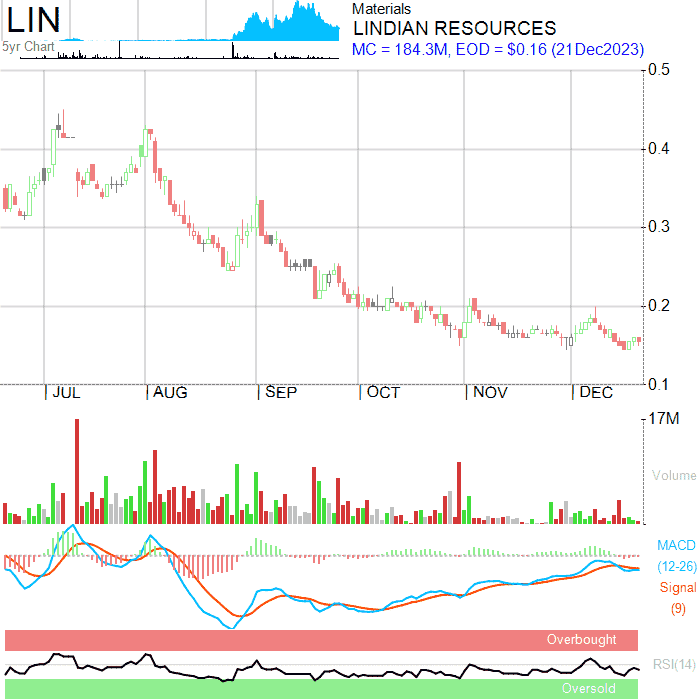 LIN
5yr Chart
Materials
LINDIAN RESOURCES
MC = 184.3M, EOD = $0.16 (21Dec2023)
0.5
0.4
0.3
0.2
0.1
JUL AUG SEP OCT NOV DEC
17M
Volume
MACD
(12-26)
Signal
(9)
Overbought
RSI(14)
Oversold